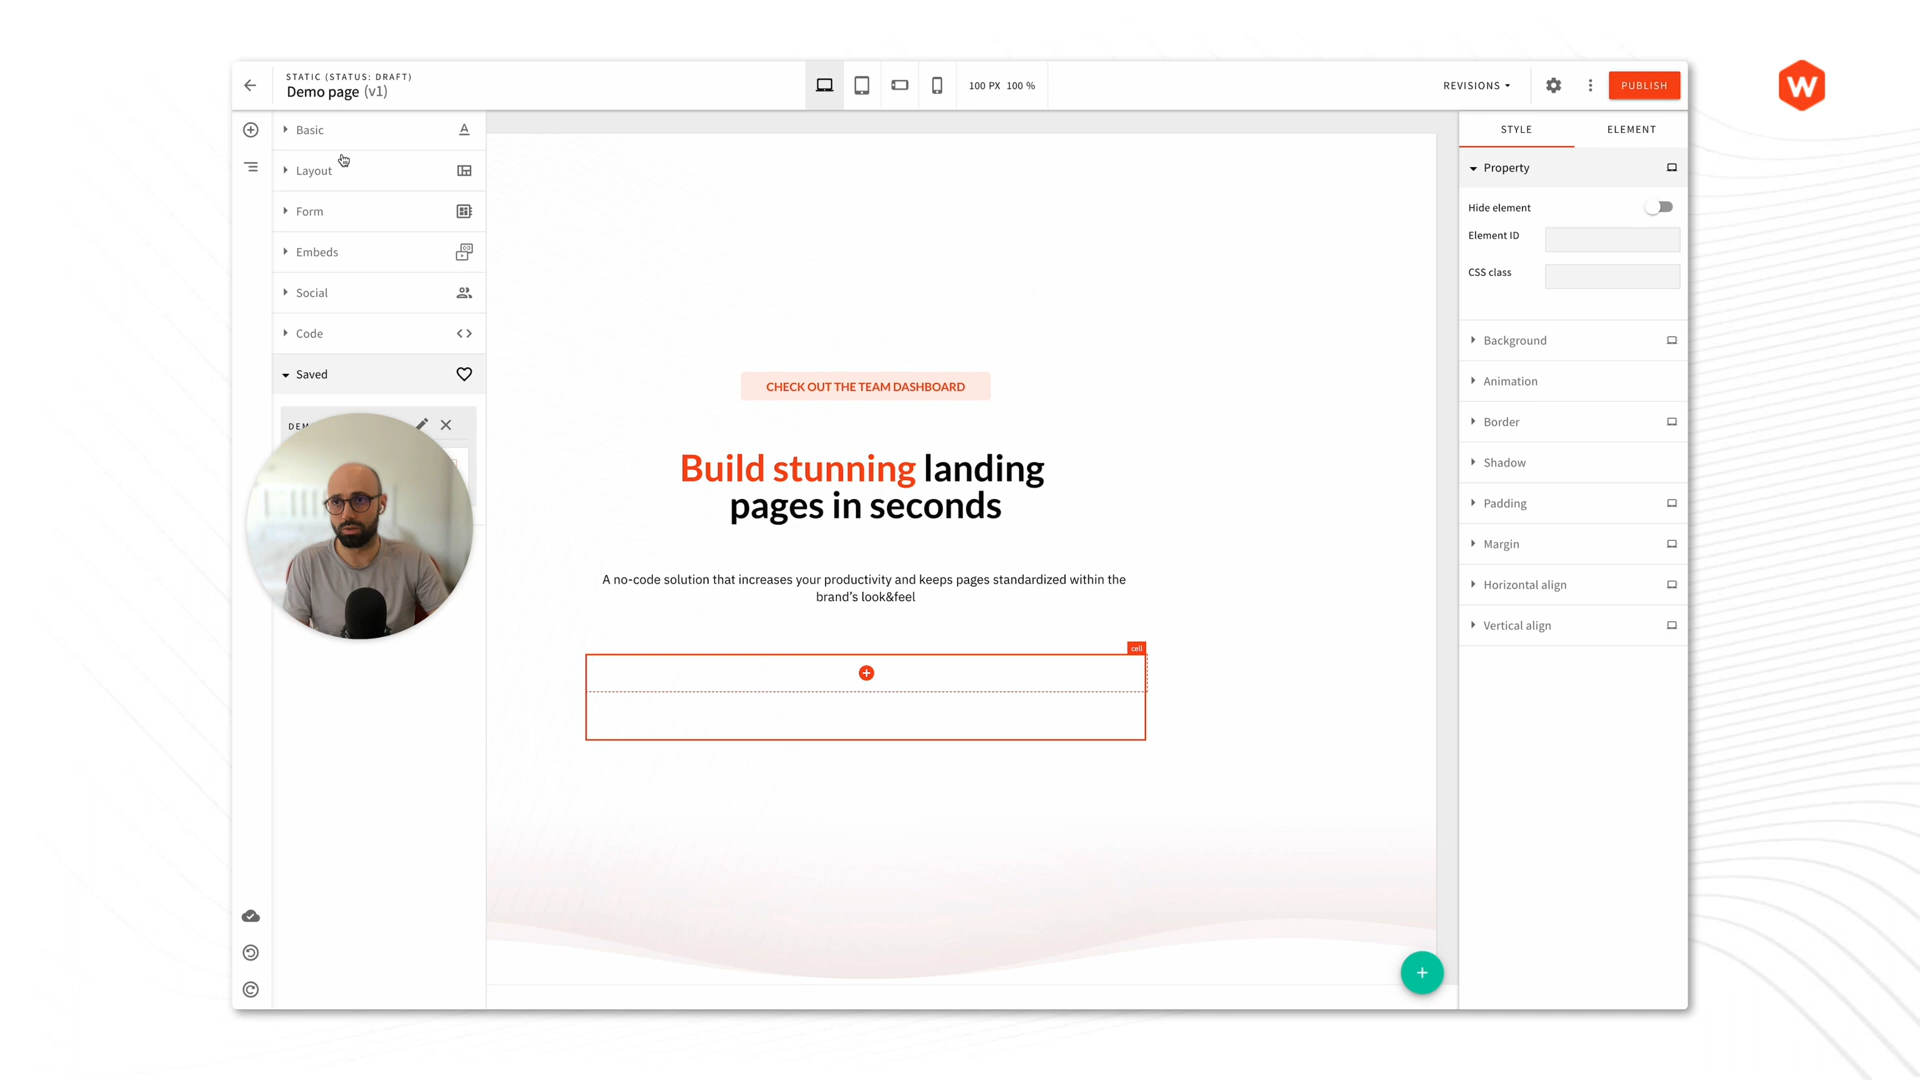 STATIC (STATUS: DRAFT)
Demo page (v1)
100 PX 100 %
REVISIONS
PUBLISH
W
Basic
A
Layout
Form
Embeds
Social
Code
Saved
STYLE
ELEMENT
Property
Hide element
Element ID
CSS class
Background
Animation
Border
Shadow
Padding
Margin
Horizontal align
Vertical align
CHECK OUT THE TEAM DASHBOARD
Build stunning landing
pages in seconds
A no-code solution that increases your productivity and keeps pages standardized within the
brand's look&feel
cell